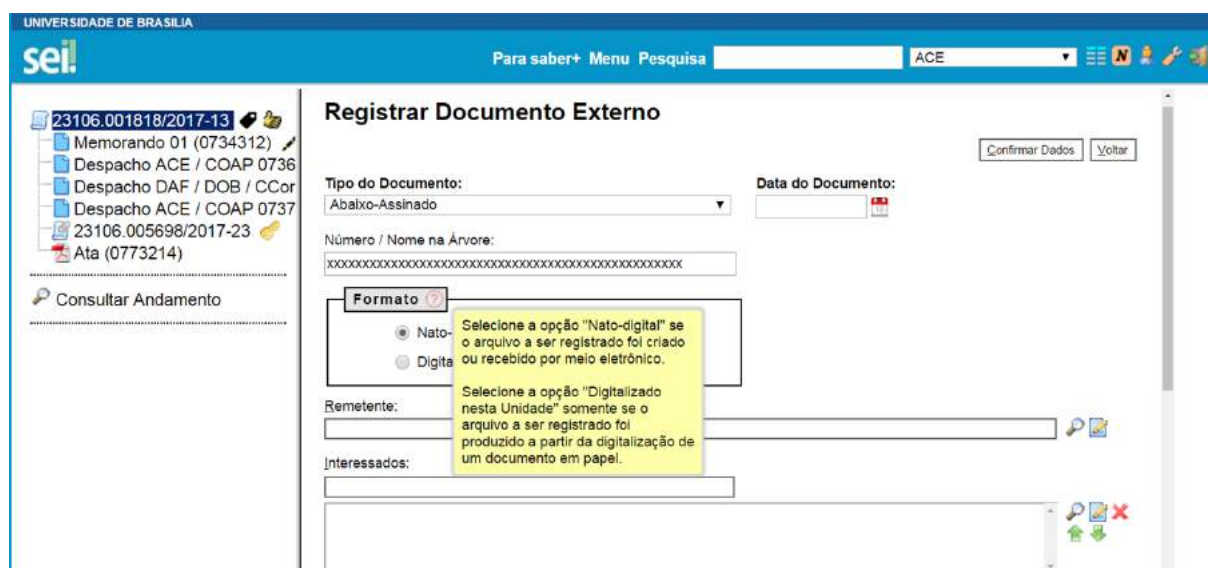 UNIVERSIDADE DE BRASILIA
sei!
Para saber+ Menu Pesquisa
ACE
23106.001818/2017-13
Memorando 01 (0734312)
Despacho ACE / COAP 0736
Despacho DAF / DOB / CCor
Despacho ACE / COAP 0737
23106.005698/2017-23
Ata (0773214)
Consultar Andamento
Registrar Documento Externo
Confirmar Dados
Voltar
Tipo do Documento:
Data do Documento:
Abaixo-Assinado
Número / Nome na Árvore:
xxxxxxxxxxxxxxxxxxxxxxxxxxxxxxxxxxxxxxxxxxxxxxxxxx
Formato
Nato-
Digita
Selecione a opção "Nato-digital" se
o arquivo a ser registrado foi criado
ou recebido por meio eletrônico.
Selecione a opção "Digitalizado
nesta Unidade" somente se o
arquivo a ser registrado foi
produzido a partir da digitalização de
um documento em papel.
Remetente:
Interessados: